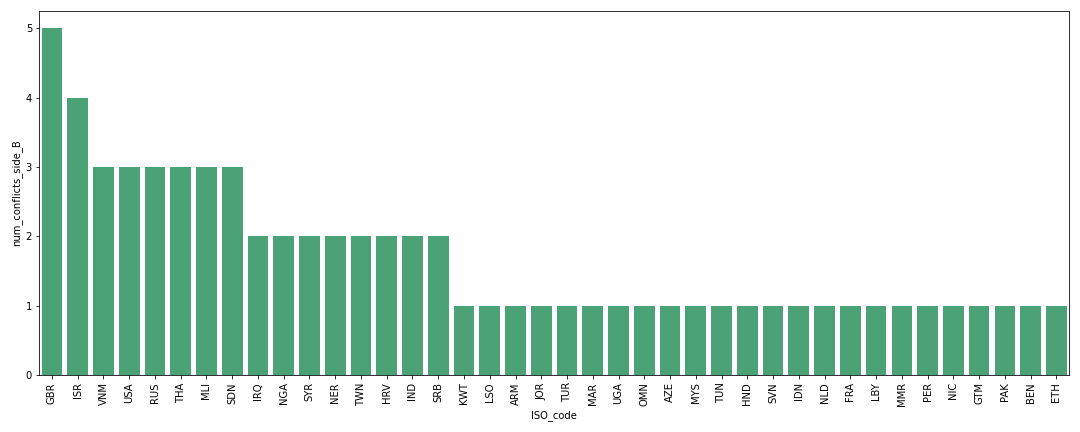 num_conflicts_side_B
5
4
3
2
1
0
GBR ISR VNM USA RUS THA MLI SDN IRQ NGA SYR NER TWN HRV IND SRB KWT LSO ARM JOR TUR MAR UGA OMN AZE MYS TUN HND SVN IDN NLD FRA LBY MMR PER NIC GTM PAK BEN ETH
ISO_code